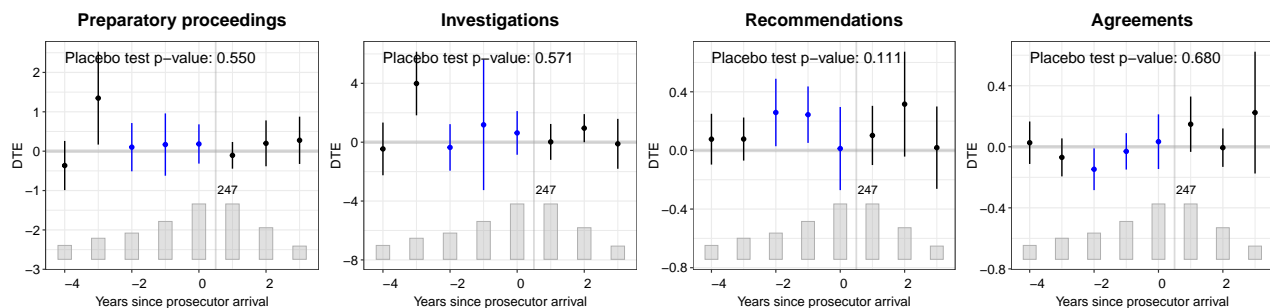 Preparatory proceedings
Placebo test p−value: 0.550
DTE
2
1
0
−1
−2
−3
247
−4
−2
0
2
Years since prosecutor arrival
Investigations
Placebo test p−value: 0.571
DTE
4
0
−4
−8
247
−4
−2
0
2
Years since prosecutor arrival
Recommendations
Placebo test p−value: 0.111
DTE
0.4
0.0
−0.4
−0.8
247
−4
−2
0
2
Years since prosecutor arrival
Agreements
Placebo test p−value: 0.680
DTE
0.4
0.0
−0.4
−0.8
247
−4
−2
0
2
Years since prosecutor arrival